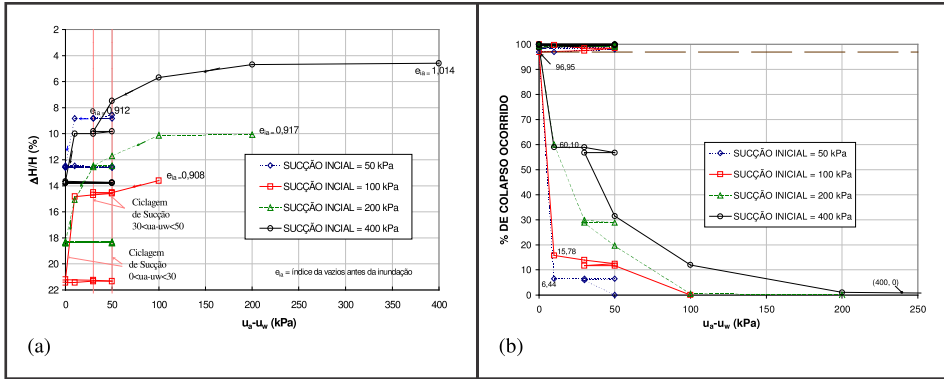 (a)
ΔH/H (%)
2
4
6
8
10
12
14
16
18
20
22
0
50
100
150
200
250
300
350
400
ua-uw (kPa)
eia = 1,014
eia = 0,912
eia = 0,917
eia = 0,908
SUCÇÃO INICIAL = 50 kPa
SUCÇÃO INICIAL = 100 kPa
SUCÇÃO INICIAL = 200 kPa
SUCÇÃO INICIAL = 400 kPa
Ciclagem
de Sucção
30<ua-uw<50
Ciclagem
de Sucção
0<ua-uw<30
eia = índice da vazios antes da inundação
(b)
% DE COLAPSO OCORRIDO
100
90
80
70
60
50
40
30
20
10
0
0
50
100
150
200
250
ua-uw (kPa)
96,95
60,10
15,78
6,44
(400, 0)
SUCÇÃO INICIAL = 50 kPa
SUCÇÃO INICIAL = 100 kPa
SUCÇÃO INICIAL = 200 kPa
SUCÇÃO INICIAL = 400 kPa